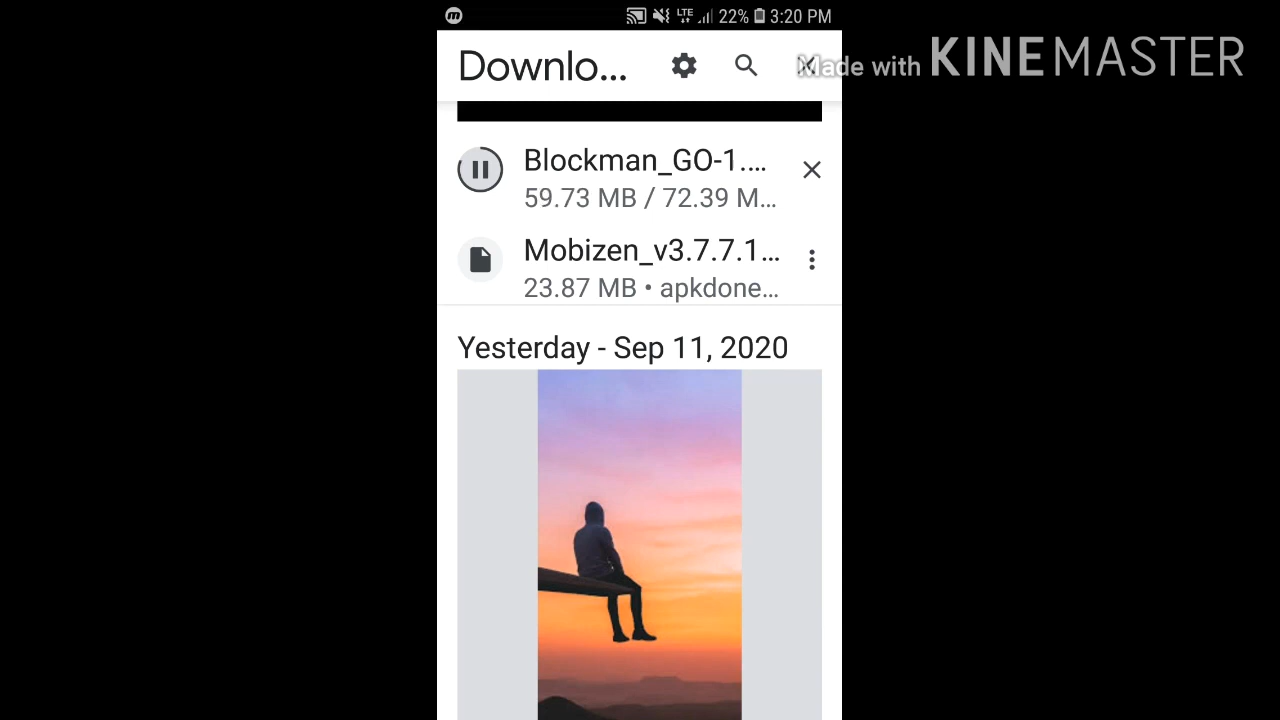 LTE 22% 3:20 PM
Downlo...
Made with KINEMASTER
Blockman_GO-1....
59.73 MB / 72.39 M...
Mobizen_v3.7.7.1...
23.87 MB • apkdone...
Yesterday - Sep 11, 2020